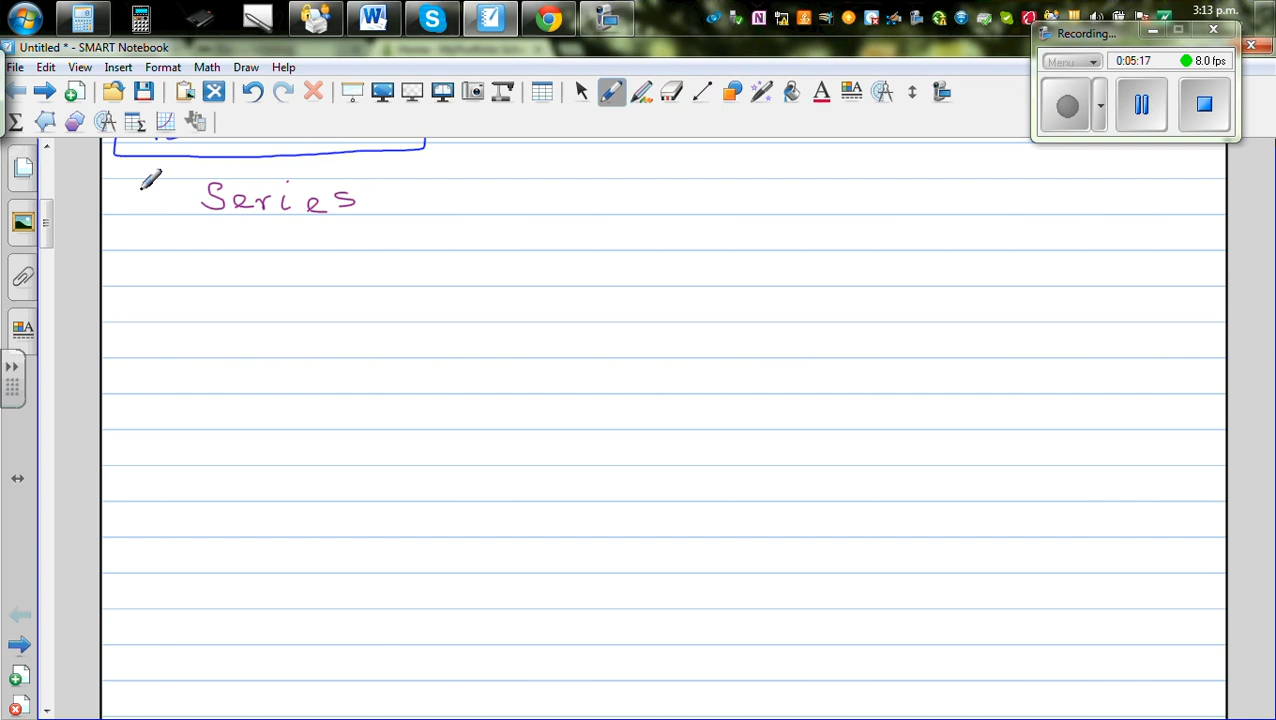 3:13 p.m.
Untitled * - SMART Notebook
Recording...
File Edit View Insert Format Math Draw Help
Menu
0:05:17
8.0 fps
Series